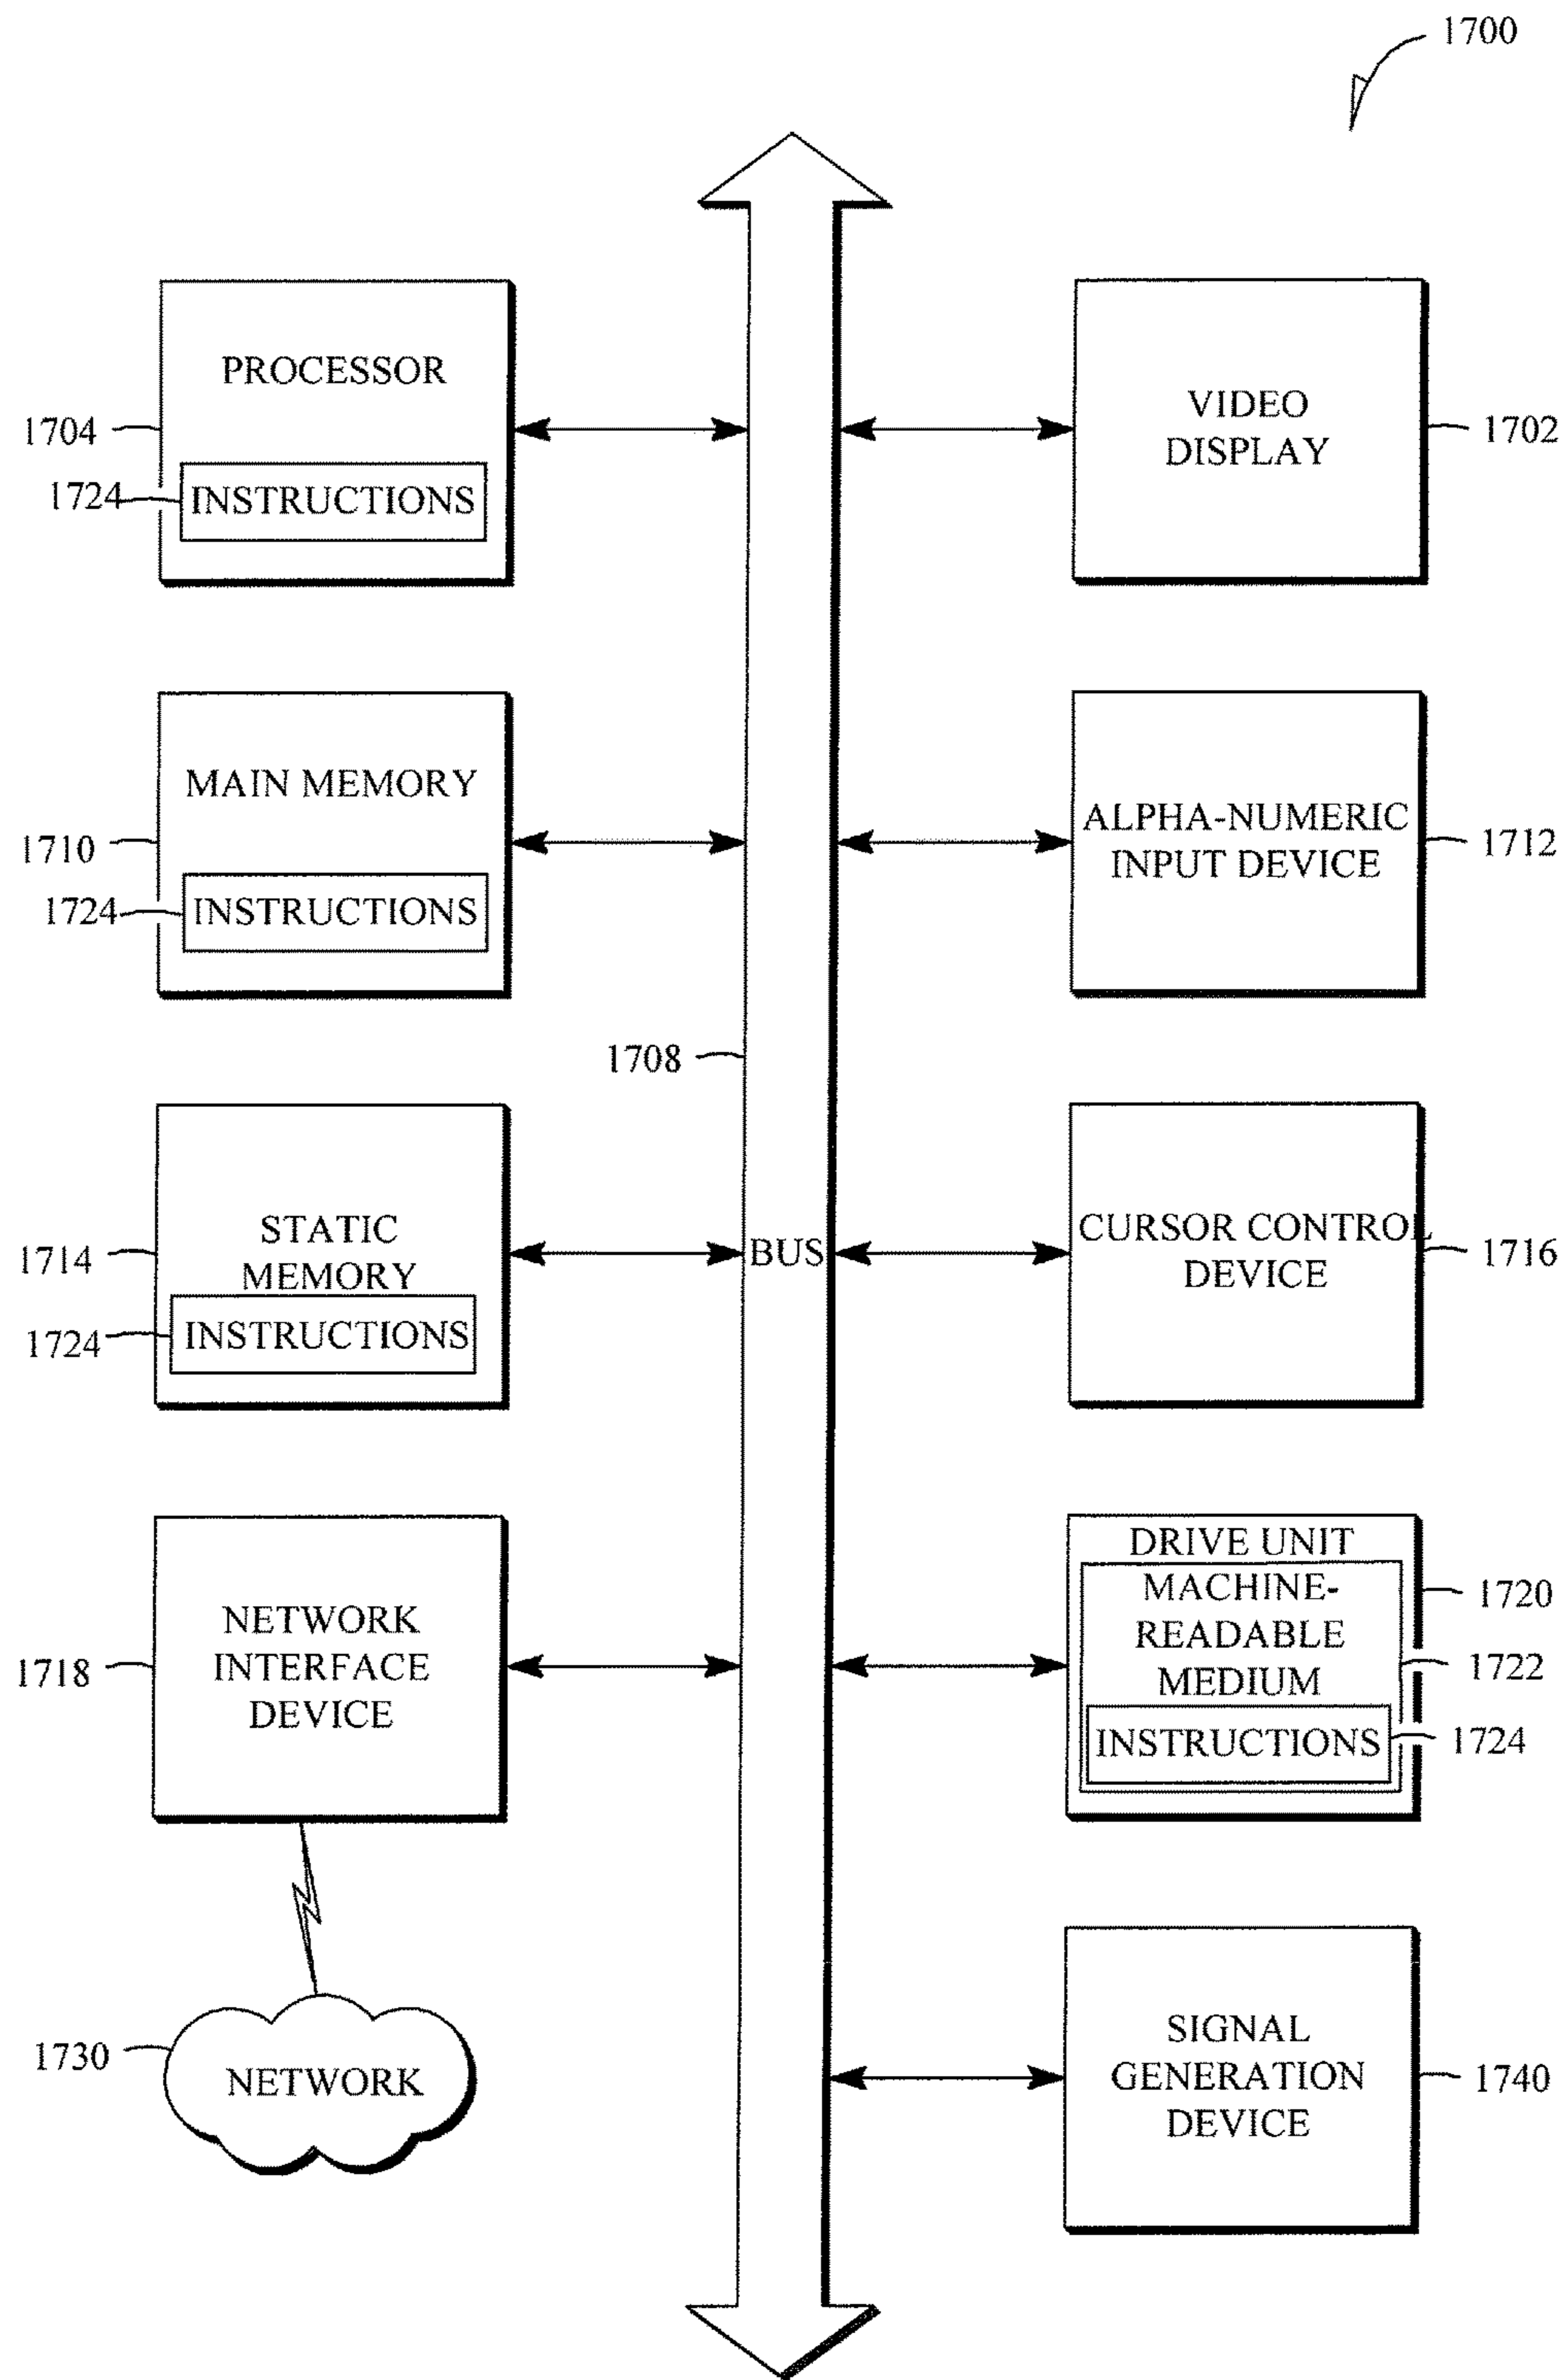 1700
PROCESSOR
1704
1724
INSTRUCTIONS
VIDEO
DISPLAY
1702
MAIN MEMORY
1710
1724
INSTRUCTIONS
ALPHA-NUMERIC
INPUT DEVICE
1712
1708
BUS
STATIC
MEMORY
1714
1724
INSTRUCTIONS
CURSOR CONTROL
DEVICE
1716
NETWORK
INTERFACE
DEVICE
1718
DRIVE UNIT
1720
MACHINE-
READABLE
MEDIUM
1722
INSTRUCTIONS
1724
1730
NETWORK
SIGNAL
GENERATION
DEVICE
1740